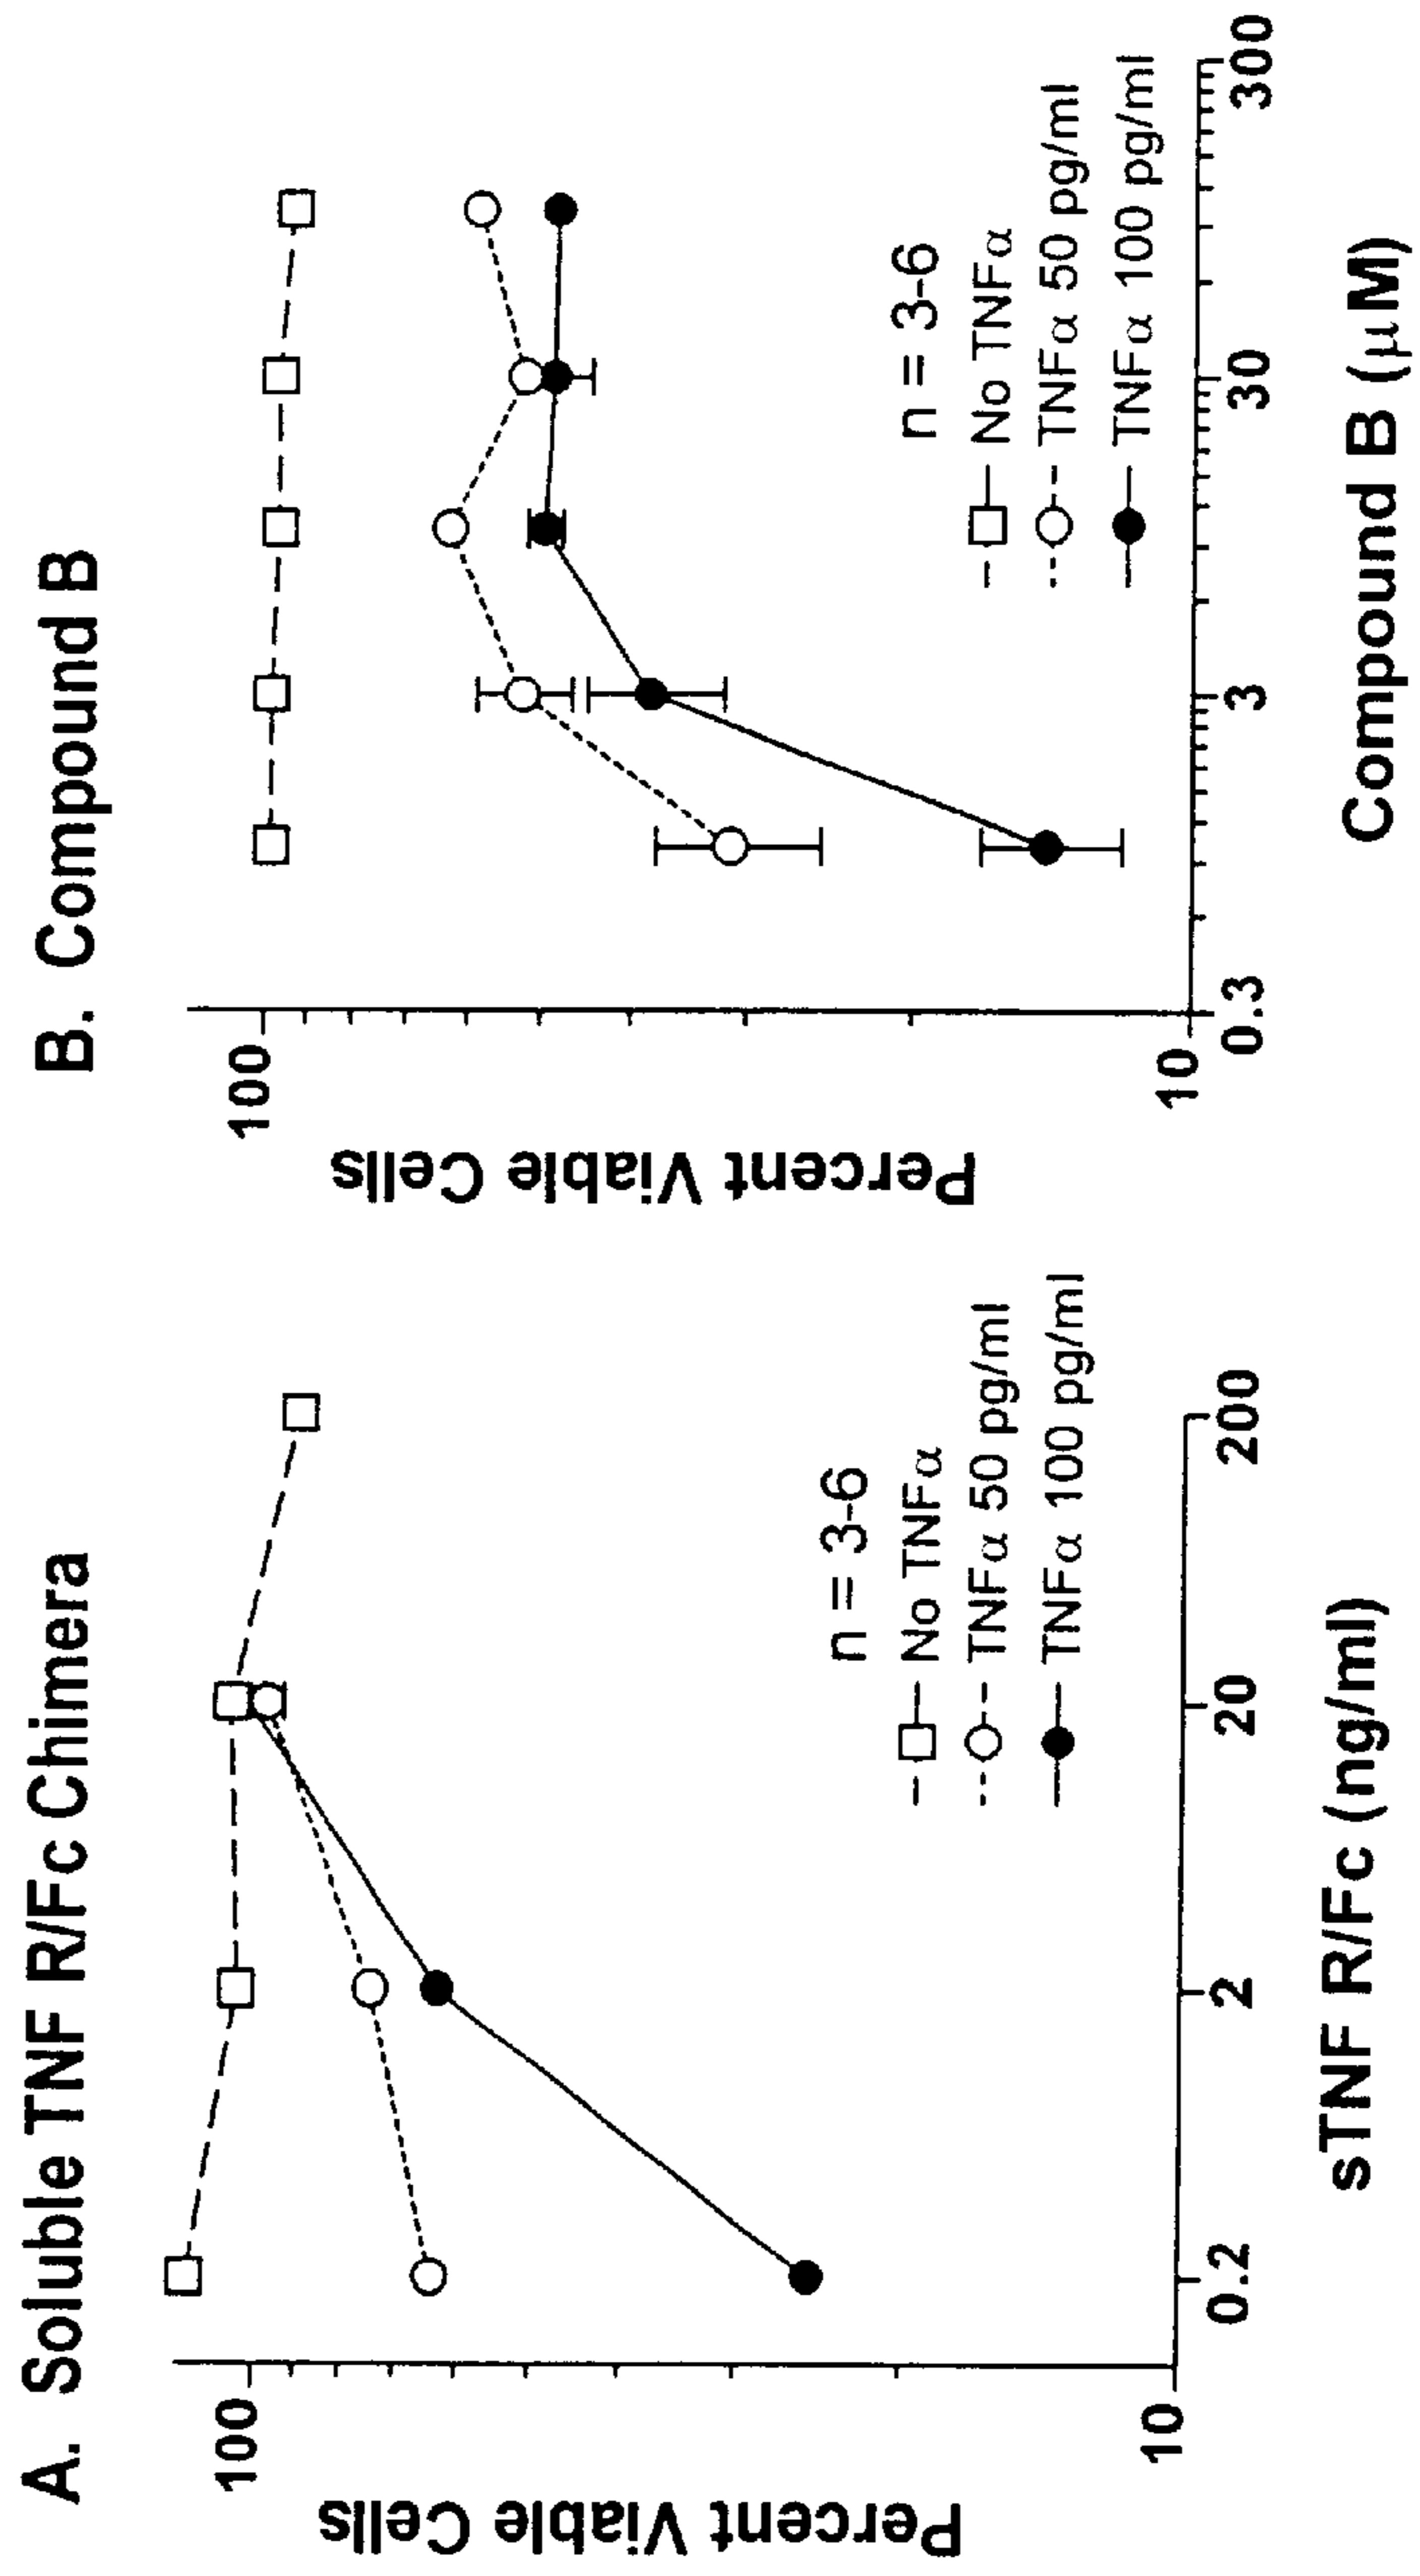 A. Soluble TNF R/Fc Chimera
Percent Viable Cells
100
10
0.2
2
20
200
sTNF R/Fc (ng/ml)
n = 3-6
No TNFα
TNFα 50 pg/ml
TNFα 100 pg/ml
B. Compound B
Percent Viable Cells
100
10
0.3
3
30
300
Compound B (μM)
n = 3-6
No TNFα
TNFα 50 pg/ml
TNFα 100 pg/ml